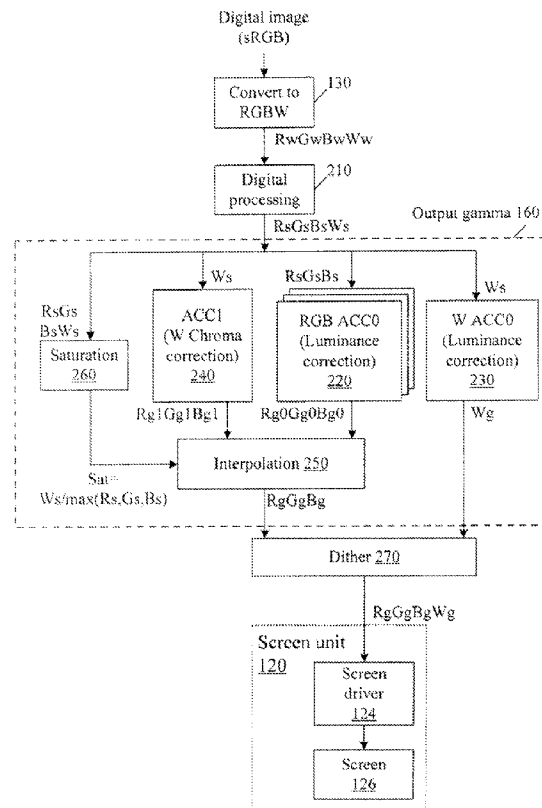 Digital image
(sRGB)
Convert to
RGBW
130
RwGwBwWw
Digital
processing
210
RsGsBsWs
Output gamma 160
RsGs
BsWs
Ws
RsGsBs
Ws
Saturation
260
ACC1
(W Chroma
correction)
240
RGB ACC0
(Luminance
correction)
220
W ACC0
(Luminance
correction)
230
Rg1Gg1Bg1
Rg0Gg0Bg0
Wg
Interpolation 250
Sat=
Ws/max(Rs,Gs,Bs)
RgGgBg
Dither 270
RgGgBgWg
Screen unit
120
Screen
driver
124
Screen
126